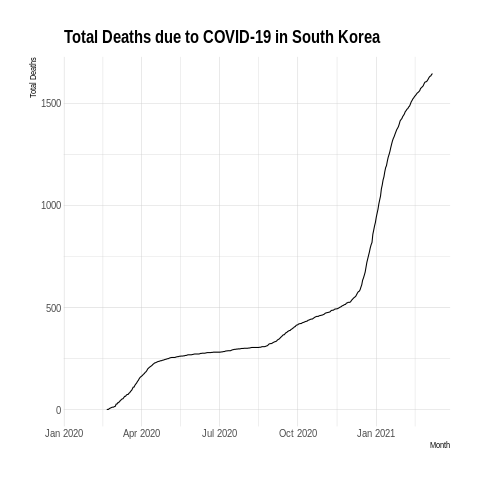 Total Deaths due to COVID-19 in South Korea
Total Deaths
1500
1000
500
0
Jan 2020 Apr 2020 Jul 2020 Oct 2020 Jan 2021
Month